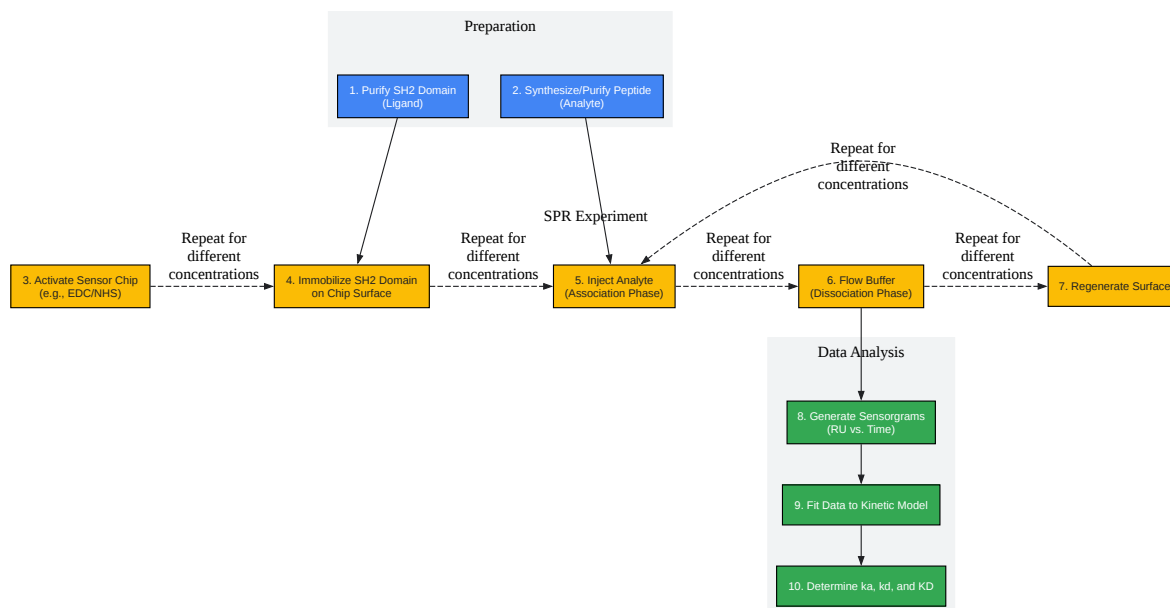 Preparation
1. Purify SH2 Domain
(Ligand)
2. Synthesize/Purify Peptide
(Analyte)
Repeat for
different
concentrations
SPR Experiment
Repeat for
different
concentrations
Repeat for
different
concentrations
Repeat for
different
concentrations
Repeat for
different
concentrations
3. Activate Sensor Chip
(e.g., EDC/NHS)
4. Immobilize SH2 Domain
on Chip Surface
5. Inject Analyte
(Association Phase)
6. Flow Buffer
(Dissociation Phase)
7. Regenerate Surface
Data Analysis
8. Generate Sensorgrams
(RU vs. Time)
9. Fit Data to Kinetic Model
10. Determine ka, kd, and KD